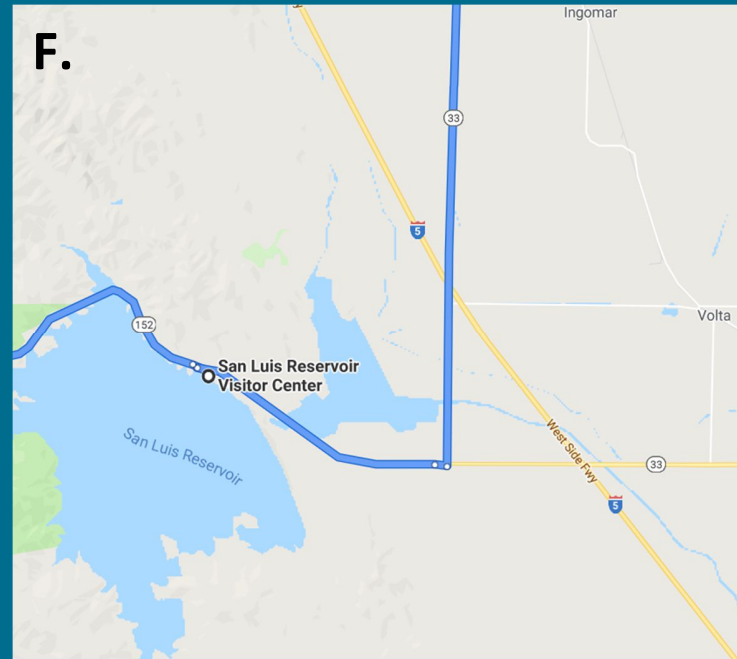 F.
Ingomar
33
5
Volta
152
San Luis Reservoir
Visitor Center
San Luis Reservoir
West Side Fwy
33
5